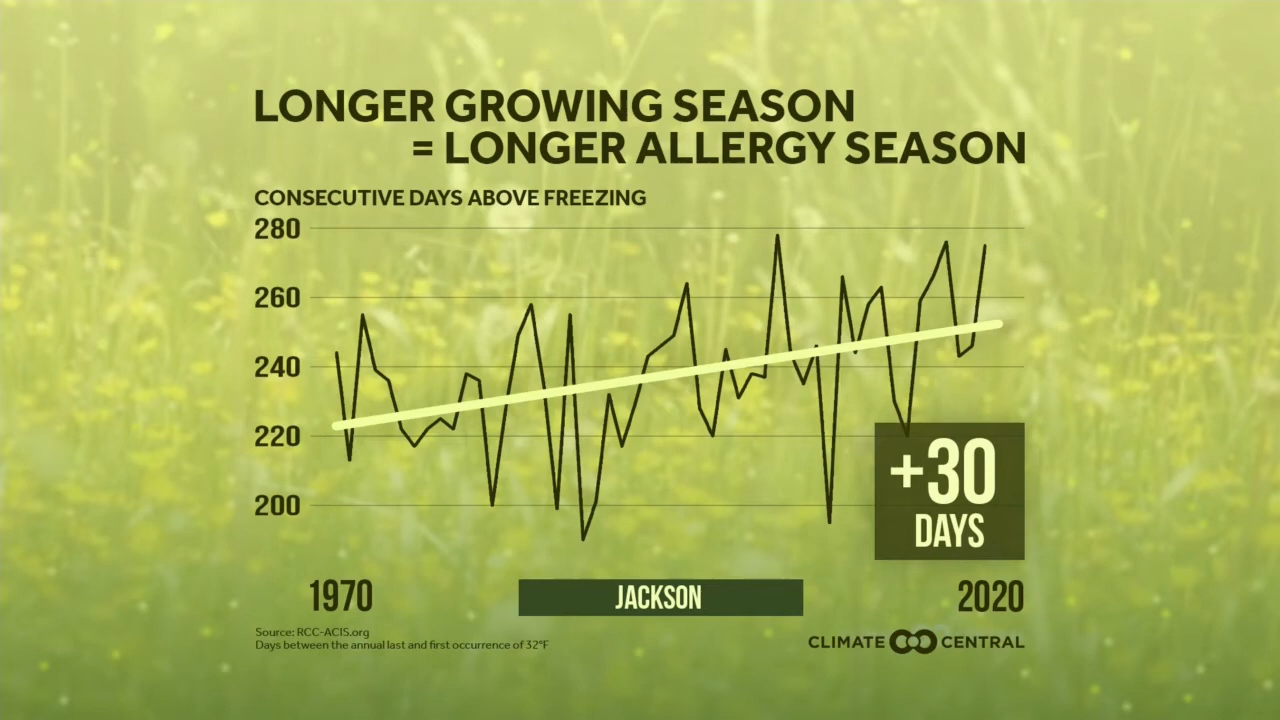 LONGER GROWING SEASON
= LONGER ALLERGY SEASON
CONSECUTIVE DAYS ABOVE FREEZING
280
260
240
220
200
+30
DAYS
1970
JACKSON
2020
Source: RCC-ACIS.org
Days between the annual last and first occurrence of 32°F
CLIMATE CENTRAL